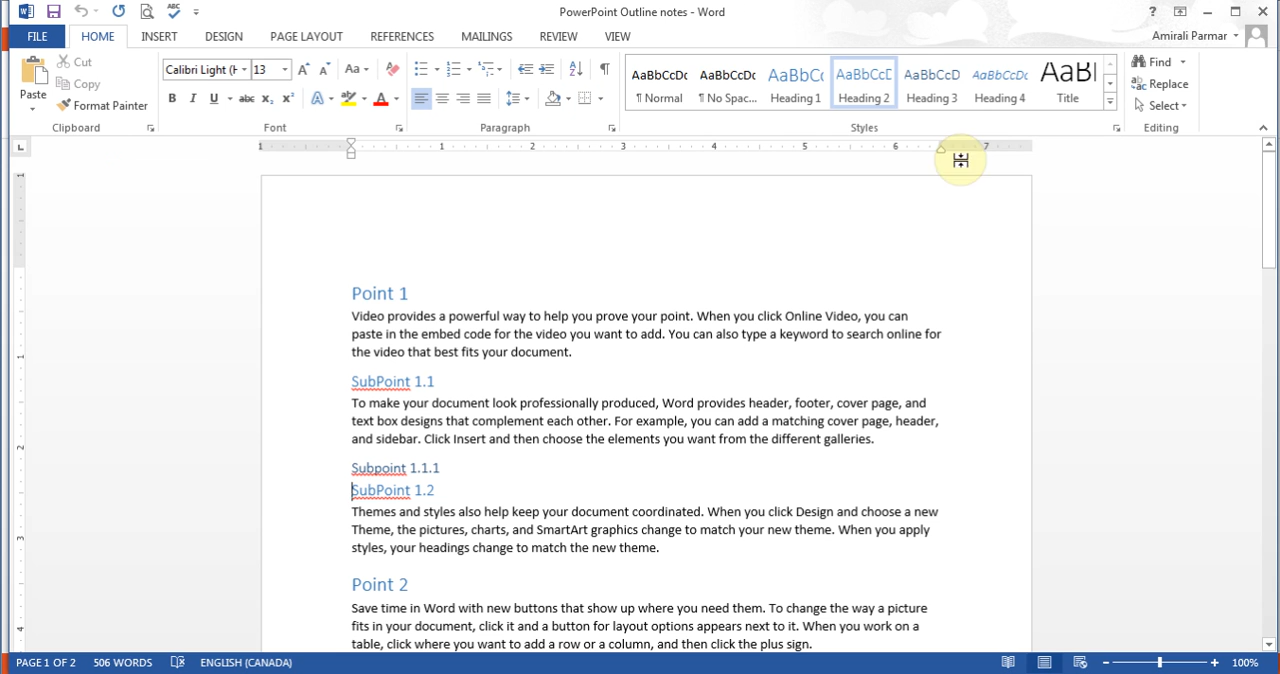 PowerPoint Outline notes - Word
FILE HOME INSERT DESIGN PAGE LAYOUT REFERENCES MAILINGS REVIEW VIEW Amirali Parmar
Paste
Cut
Copy
Format Painter
Clipboard
Calibri Light (H 13
Font
Paragraph
AaBbCcDc AaBbCcDc AaBbCc AaBbCcD AaBbCcD AaBbCcDc AaB
¶ Normal ¶ No Spac... Heading 1 Heading 2 Heading 3 Heading 4 Title
Styles
Find
Replace
Select
Editing
1 1 2 3 4 5 6 7
Point 1
Video provides a powerful way to help you prove your point. When you click Online Video, you can
paste in the embed code for the video you want to add. You can also type a keyword to search online for
the video that best fits your document.
SubPoint 1.1
To make your document look professionally produced, Word provides header, footer, cover page, and
text box designs that complement each other. For example, you can add a matching cover page, header,
and sidebar. Click Insert and then choose the elements you want from the different galleries.
Subpoint 1.1.1
SubPoint 1.2
Themes and styles also help keep your document coordinated. When you click Design and choose a new
Theme, the pictures, charts, and SmartArt graphics change to match your new theme. When you apply
styles, your headings change to match the new theme.
Point 2
Save time in Word with new buttons that show up where you need them. To change the way a picture
fits in your document, click it and a button for layout options appears next to it. When you work on a
table, click where you want to add a row or a column, and then click the plus sign.
PAGE 1 OF 2 506 WORDS ENGLISH (CANADA) 100%